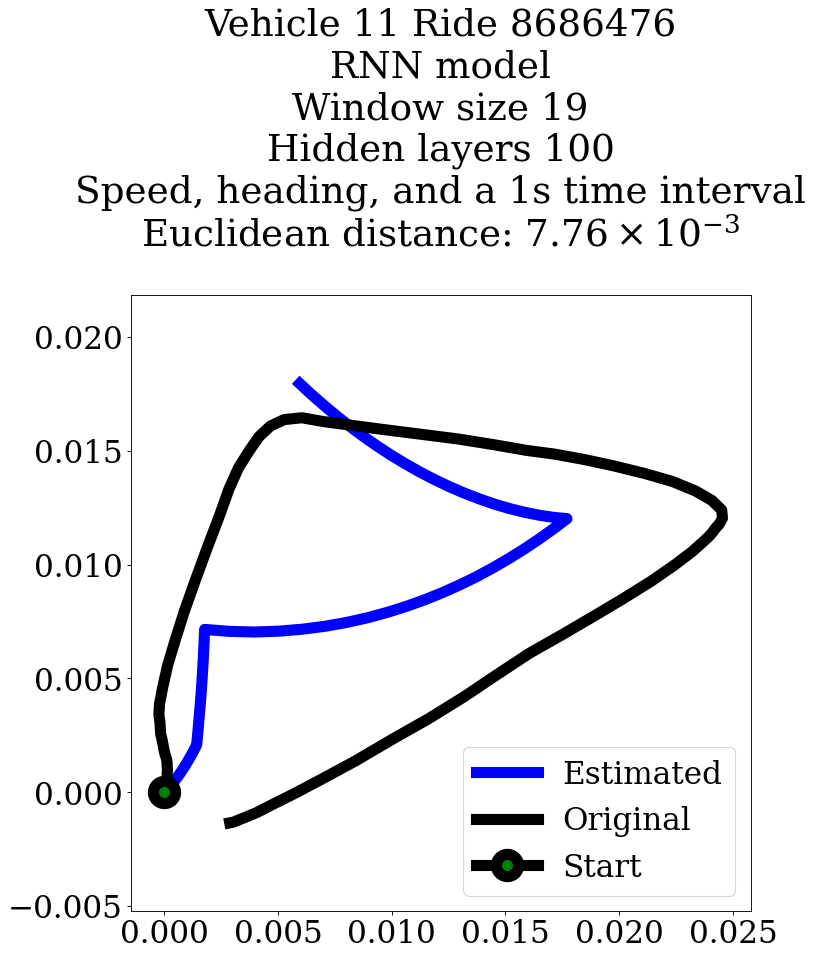 Vehicle 11 Ride 8686476
RNN model
Window size 19
Hidden layers 100
Speed, heading, and a 1s time interval
Euclidean distance: 7.76 × 10⁻³
0.020
0.015
0.010
0.005
0.000
−0.005
Estimated
Original
Start
0.000 0.005 0.010 0.015 0.020 0.025